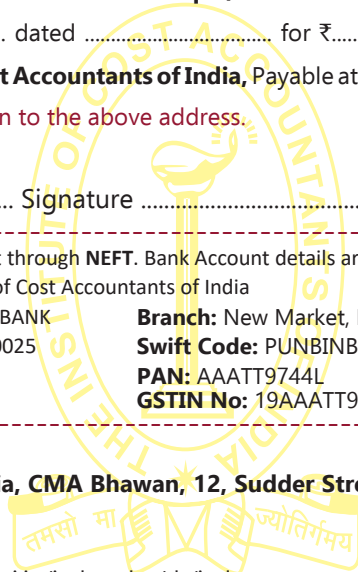 .. dated ................................ for ₹.....
t Accountants of India, Payable at
n to the above address.
... Signature .......................................
t through NEFT. Bank Account details ar
of Cost Accountants of India
BANK Branch: New Market,
0025 Swift Code: PUNBINB
PAN: AAATT9744L
GSTIN No: 19AAATT9
ia, CMA Bhawan, 12, Sudder Stre
THE INSTITUTE OF COST ACCOUNTANTS OF INDIA
तमसो मा ज्योतिर्गमय